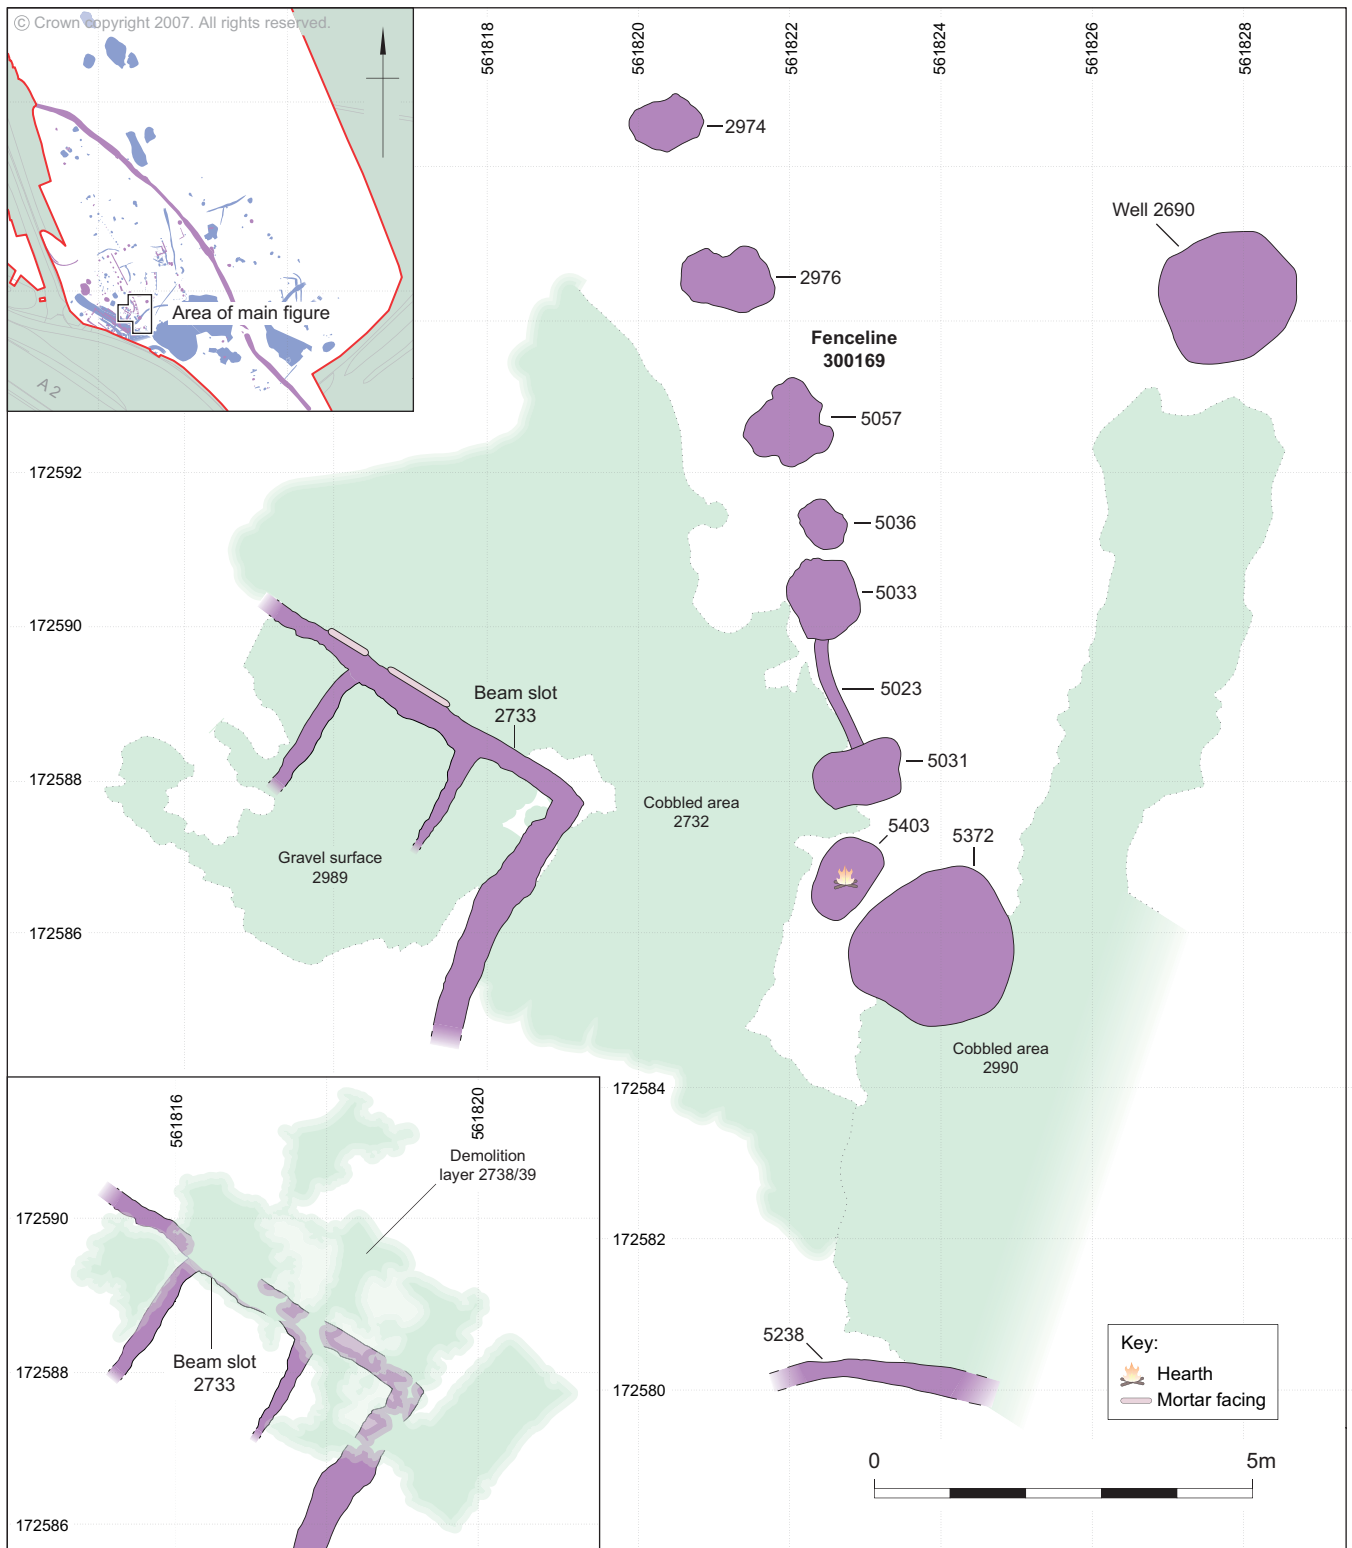 © Crown copyright 2007. All rights reserved.
561818
561820
561822
561824
561826
561828
2974
Well 2690
2976
Area of main figure
Fenceline
300169
A2
5057
172592
5036
5033
172590
5023
Beam slot
2733
5031
172588
Cobbled area
2732
5403
5372
Gravel surface
2989
172586
Cobbled area
2990
172584
561816
561820
Demolition
layer 2738/39
172590
172582
5238
Key:
Hearth
Mortar facing
Beam slot
2733
172588
172580
0
5m
172586